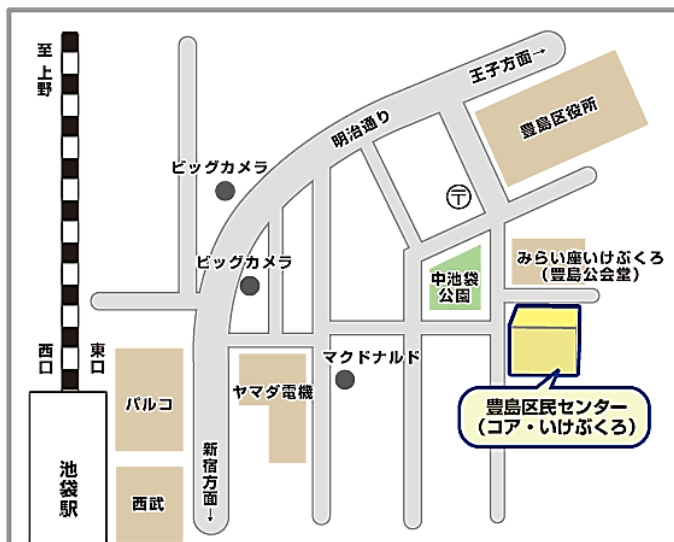 至
上野
王子方面→
明治通り
豊島区役所
ビッグカメラ
〒
ビッグカメラ
中池袋
公園
みらい座いけぶくろ
(豊島公会堂)
西口
東口
マクドナルド
パルコ
ヤマダ電機
豊島区民センター
(コア・いけぶくろ)
新宿方面→
池袋駅
西武